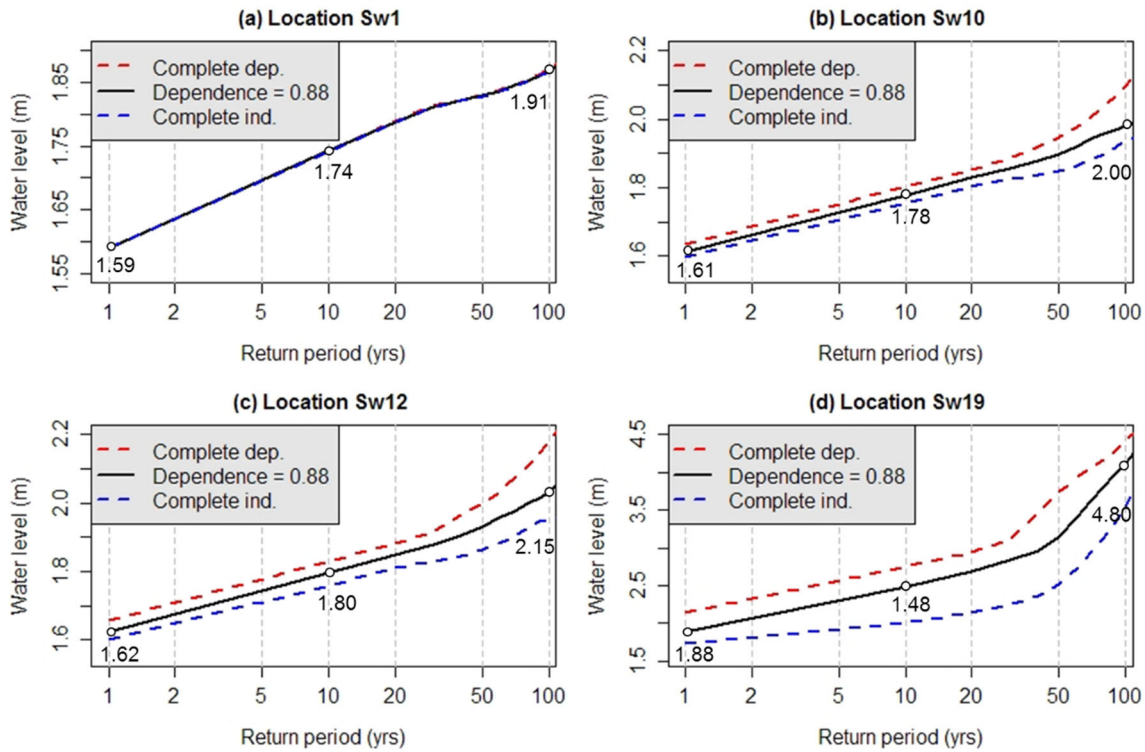 (a) Location Sw1
Water level (m)
1.55 1.65 1.75 1.85
Complete dep.
Dependence = 0.88
Complete ind.
1.59
1.74
1.91
1 2 5 10 20 50 100
Return period (yrs)
(b) Location Sw10
Water level (m)
1.6 1.8 2.0 2.2
Complete dep.
Dependence = 0.88
Complete ind.
1.61
1.78
2.00
1 2 5 10 20 50 100
Return period (yrs)
(c) Location Sw12
Water level (m)
1.6 1.8 2.0 2.2
Complete dep.
Dependence = 0.88
Complete ind.
1.62
1.80
2.15
1 2 5 10 20 50 100
Return period (yrs)
(d) Location Sw19
Water level (m)
1.5 2.5 3.5 4.5
Complete dep.
Dependence = 0.88
Complete ind.
1.88
1.48
4.80
1 2 5 10 20 50 100
Return period (yrs)